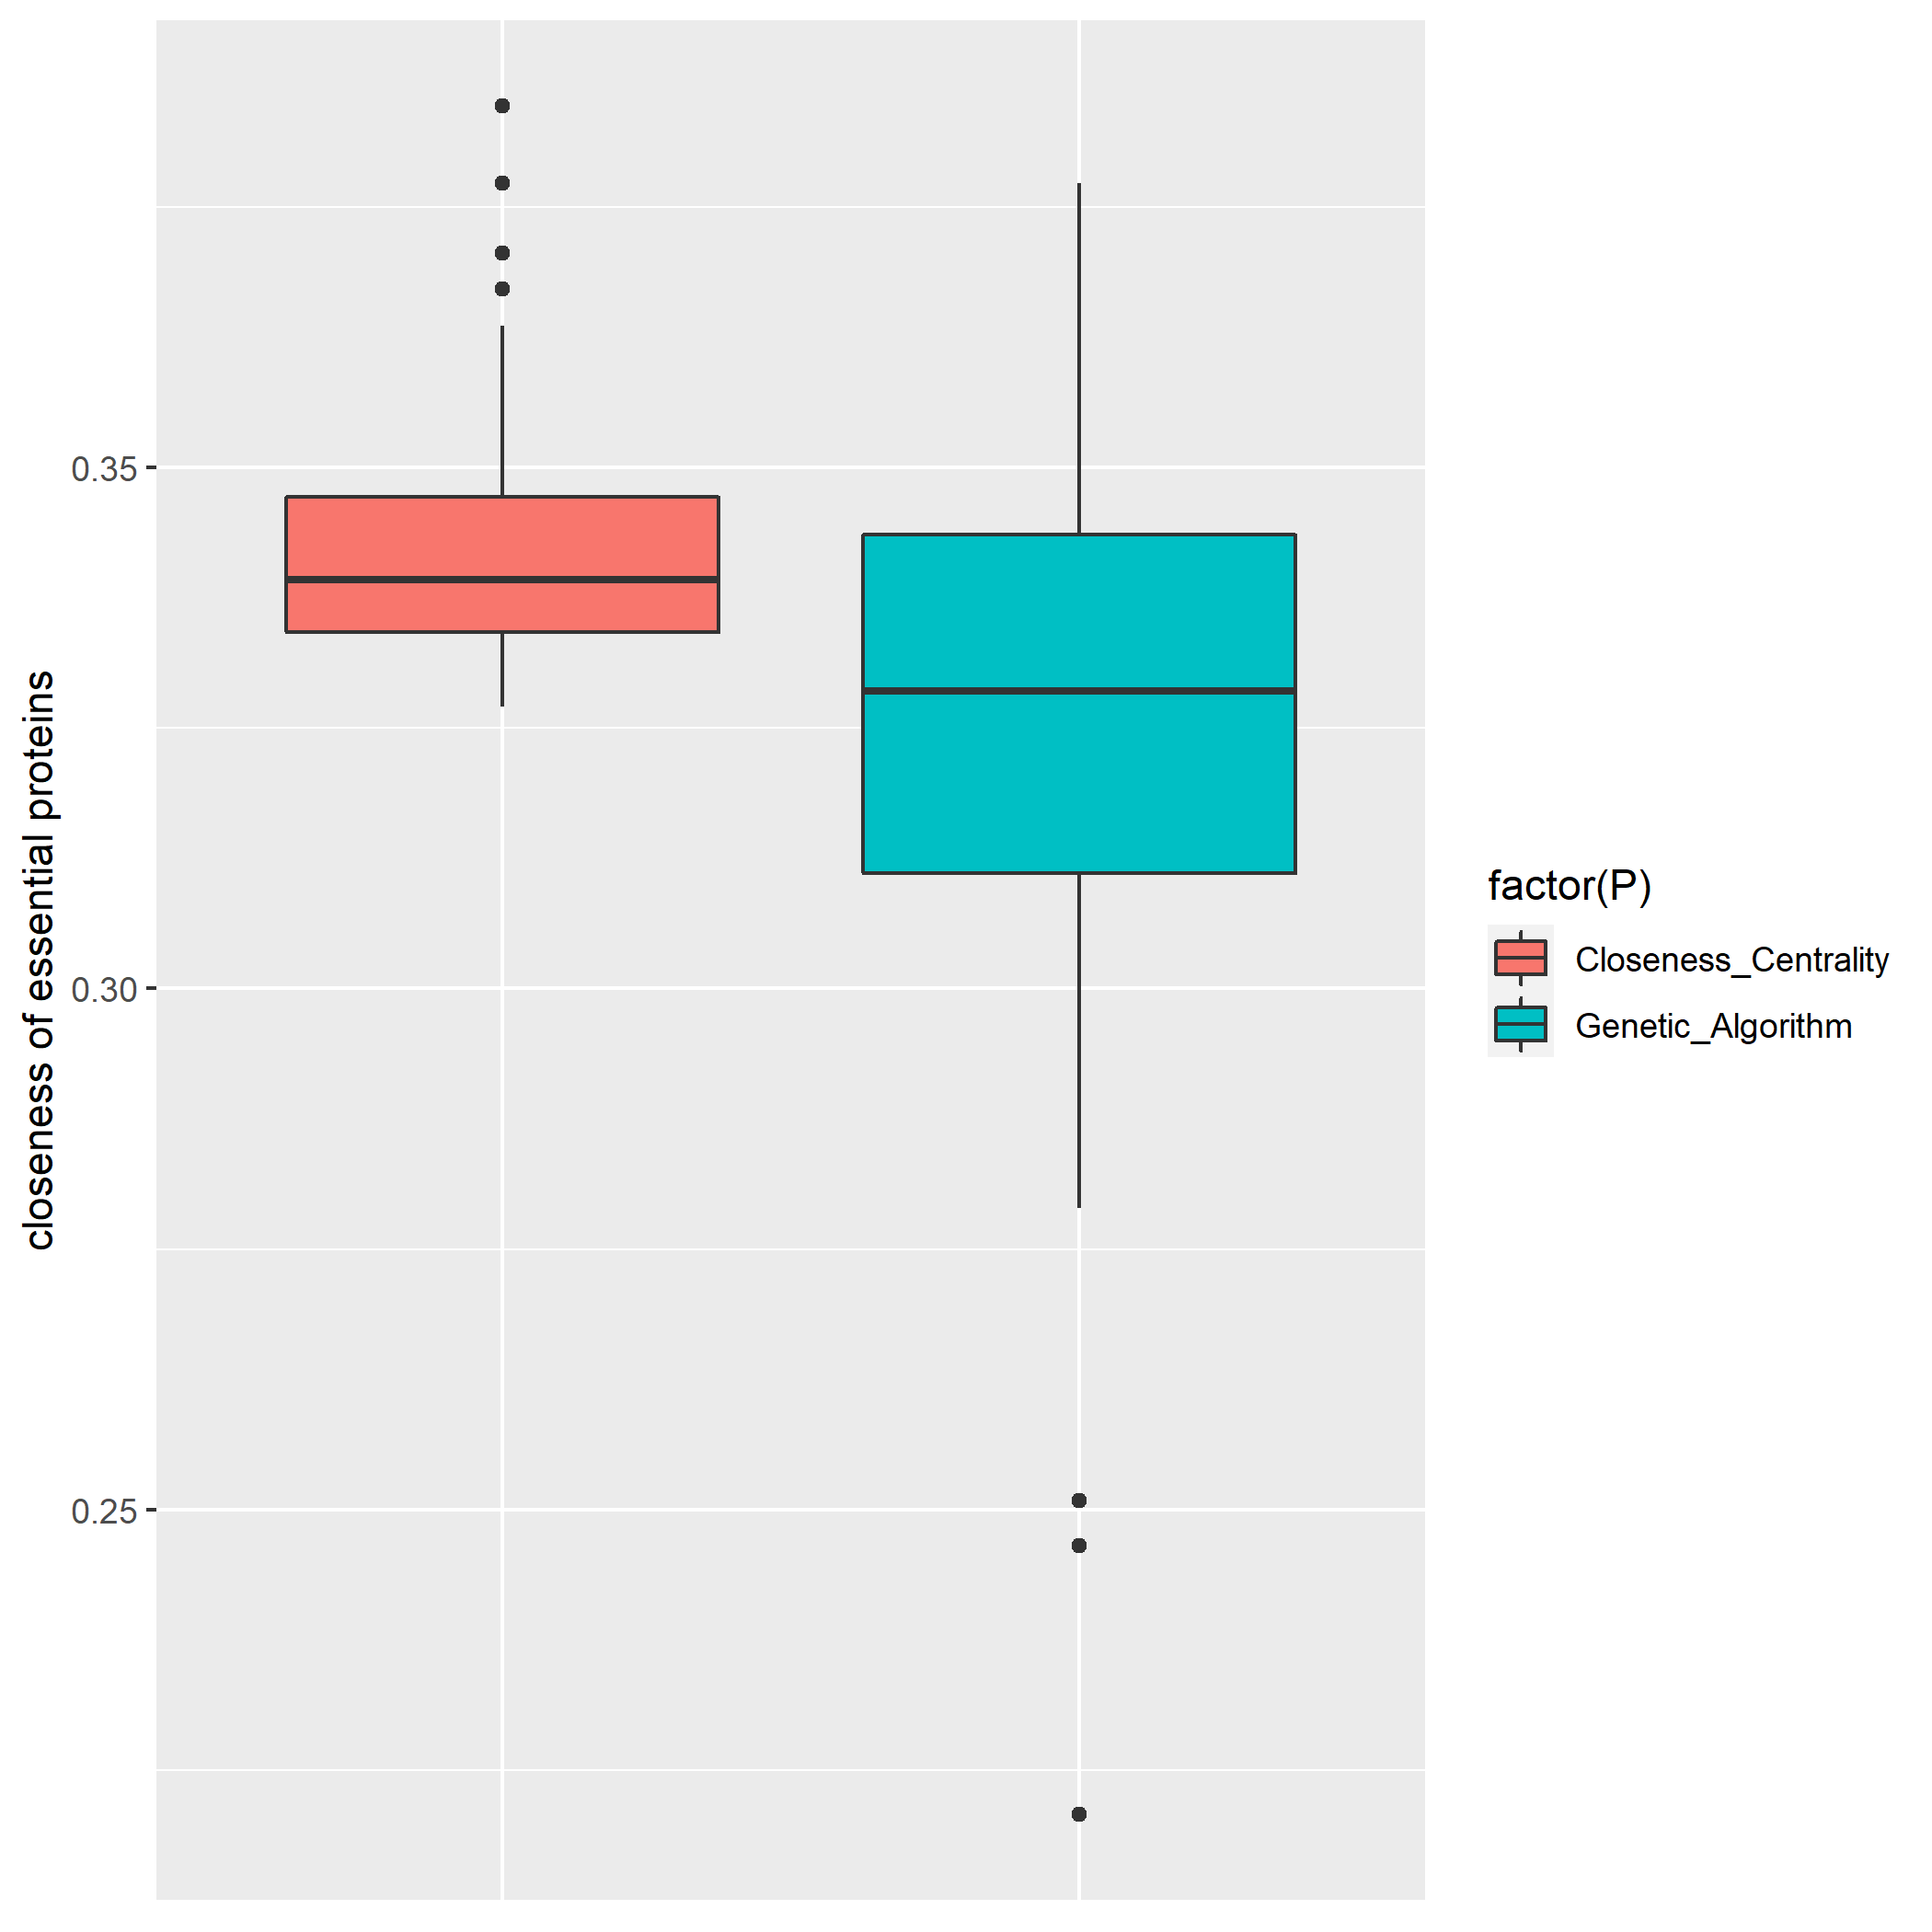 closeness of essential proteins
0.35
0.30
0.25
factor(P)
Closeness_Centrality
Genetic_Algorithm